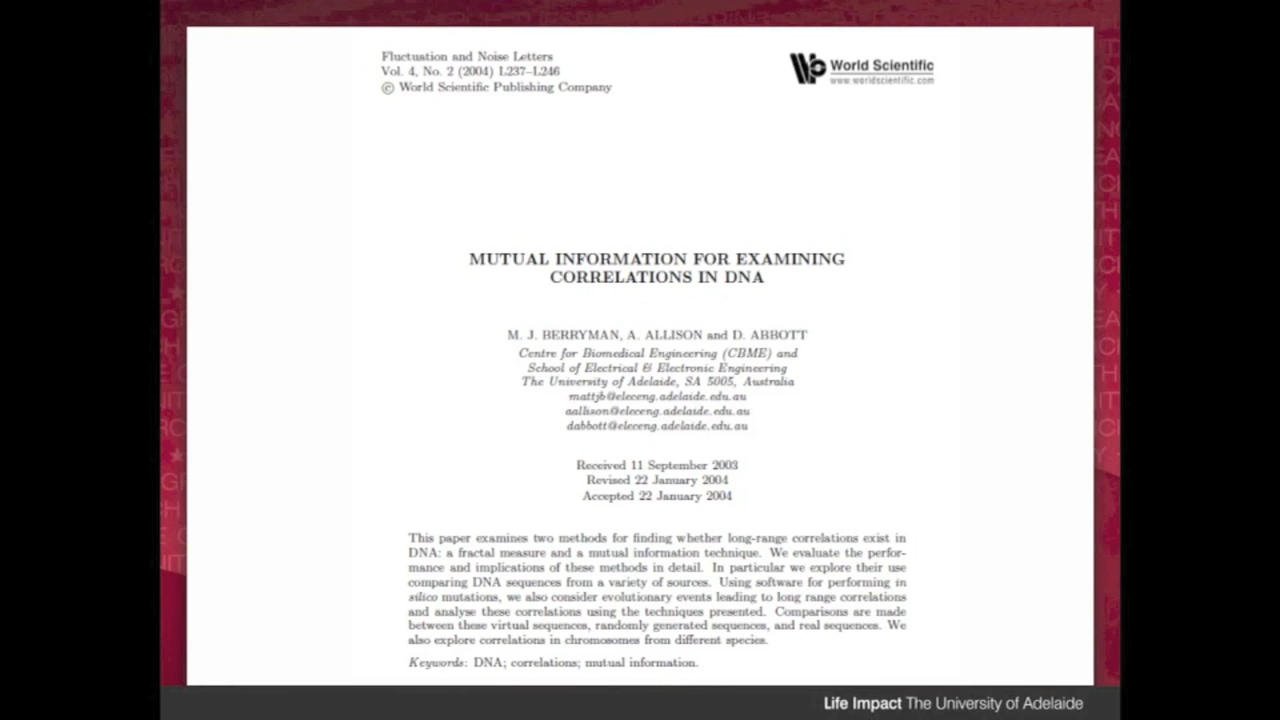 Fluctuation and Noise Letters
Vol. 4, No. 2 (2004) L237–L246
© World Scientific Publishing Company
World Scientific
www.worldscientific.com
MUTUAL INFORMATION FOR EXAMINING
CORRELATIONS IN DNA
M. J. BERRYMAN, A. ALLISON and D. ABBOTT
Centre for Biomedical Engineering (CBME) and
School of Electrical & Electronic Engineering
The University of Adelaide, SA 5005, Australia
mattjb@eleceng.adelaide.edu.au
aallison@eleceng.adelaide.edu.au
dabbott@eleceng.adelaide.edu.au
Received 11 September 2003
Revised 22 January 2004
Accepted 22 January 2004
This paper examines two methods for finding whether long-range correlations exist in
DNA: a fractal measure and a mutual information technique. We evaluate the perfor-
mance and implications of these methods in detail. In particular we explore their use
comparing DNA sequences from a variety of sources. Using software for performing in
silico mutations, we also consider evolutionary events leading to long range correlations
and analyse these correlations using the techniques presented. Comparisons are made
between these virtual sequences, randomly generated sequences, and real sequences. We
also explore correlations in chromosomes from different species.
Keywords: DNA; correlations; mutual information.
Life Impact The University of Adelaide